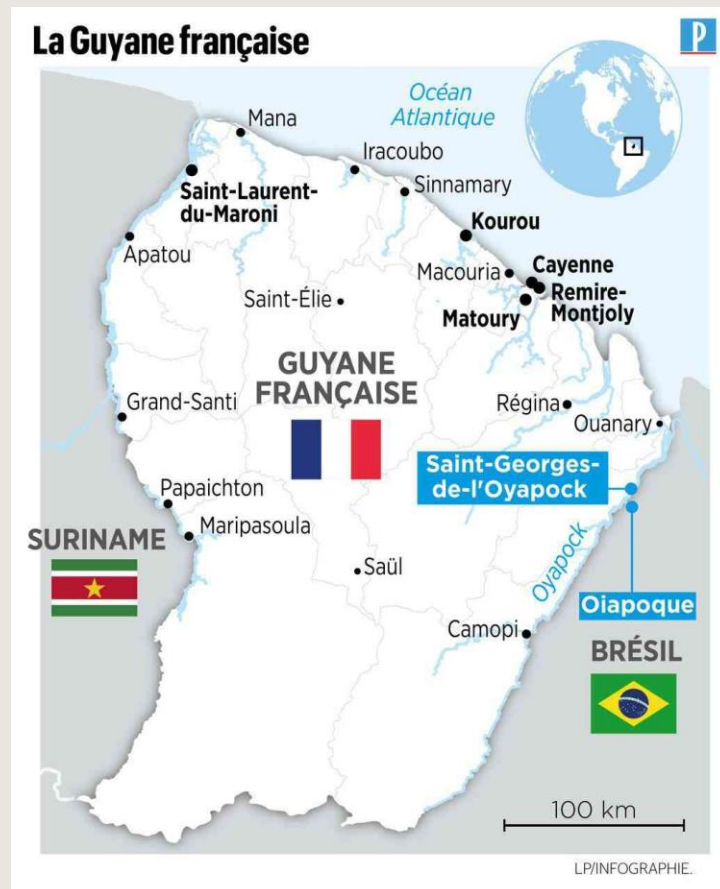 La Guyane française
P
Océan
Atlantique
Mana
Iracoubo
Saint-Laurent-
du-Maroni
Sinnamary
Kourou
Apatou
Macouria
Cayenne
Remire-
Montjoly
Saint-Élie
Matoury
GUYANE
FRANÇAISE
Grand-Santi
Régina
Ouanary
Saint-Georges-
de-l'Oyapock
Papaichton
Maripasoula
SURINAME
Saül
Oyapock
Oiapoque
Camopi
BRÉSIL
100 km
LP/INFOGRAPHIE.